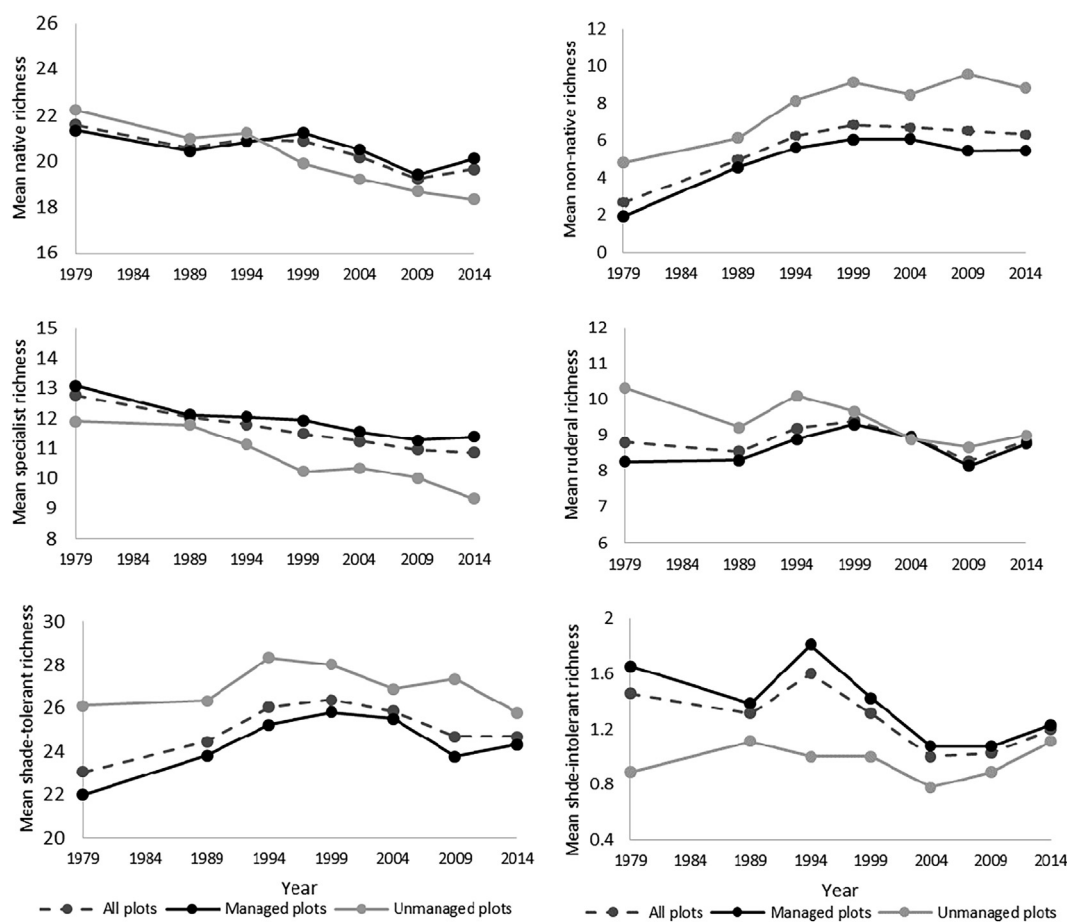 Mean native richness
26
24
22
20
18
16
1979 1984 1989 1994 1999 2004 2009 2014
Mean non-native richness
12
10
8
6
4
2
0
1979 1984 1989 1994 1999 2004 2009 2014
Mean specialist richness
15
14
13
12
11
10
9
8
1979 1984 1989 1994 1999 2004 2009 2014
Mean ruderal richness
12
11
10
9
8
7
6
1979 1984 1989 1994 1999 2004 2009 2014
Mean shade-tolerant richness
30
28
26
24
22
20
1979 1984 1989 1994 1999 2004 2009 2014
Year
All plots Managed plots Unmanaged plots
Mean shde-intolerant richness
2
1.6
1.2
0.8
0.4
1979 1984 1989 1994 1999 2004 2009 2014
Year
All plots Managed plots Unmanaged plots